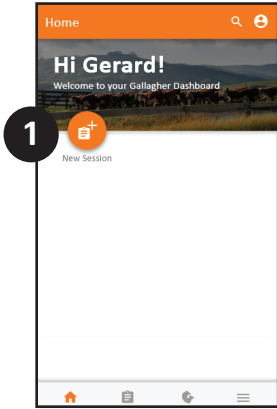 Home
Hi Gerard!
Welcome to your Gallagher Dashboard
1
New Session